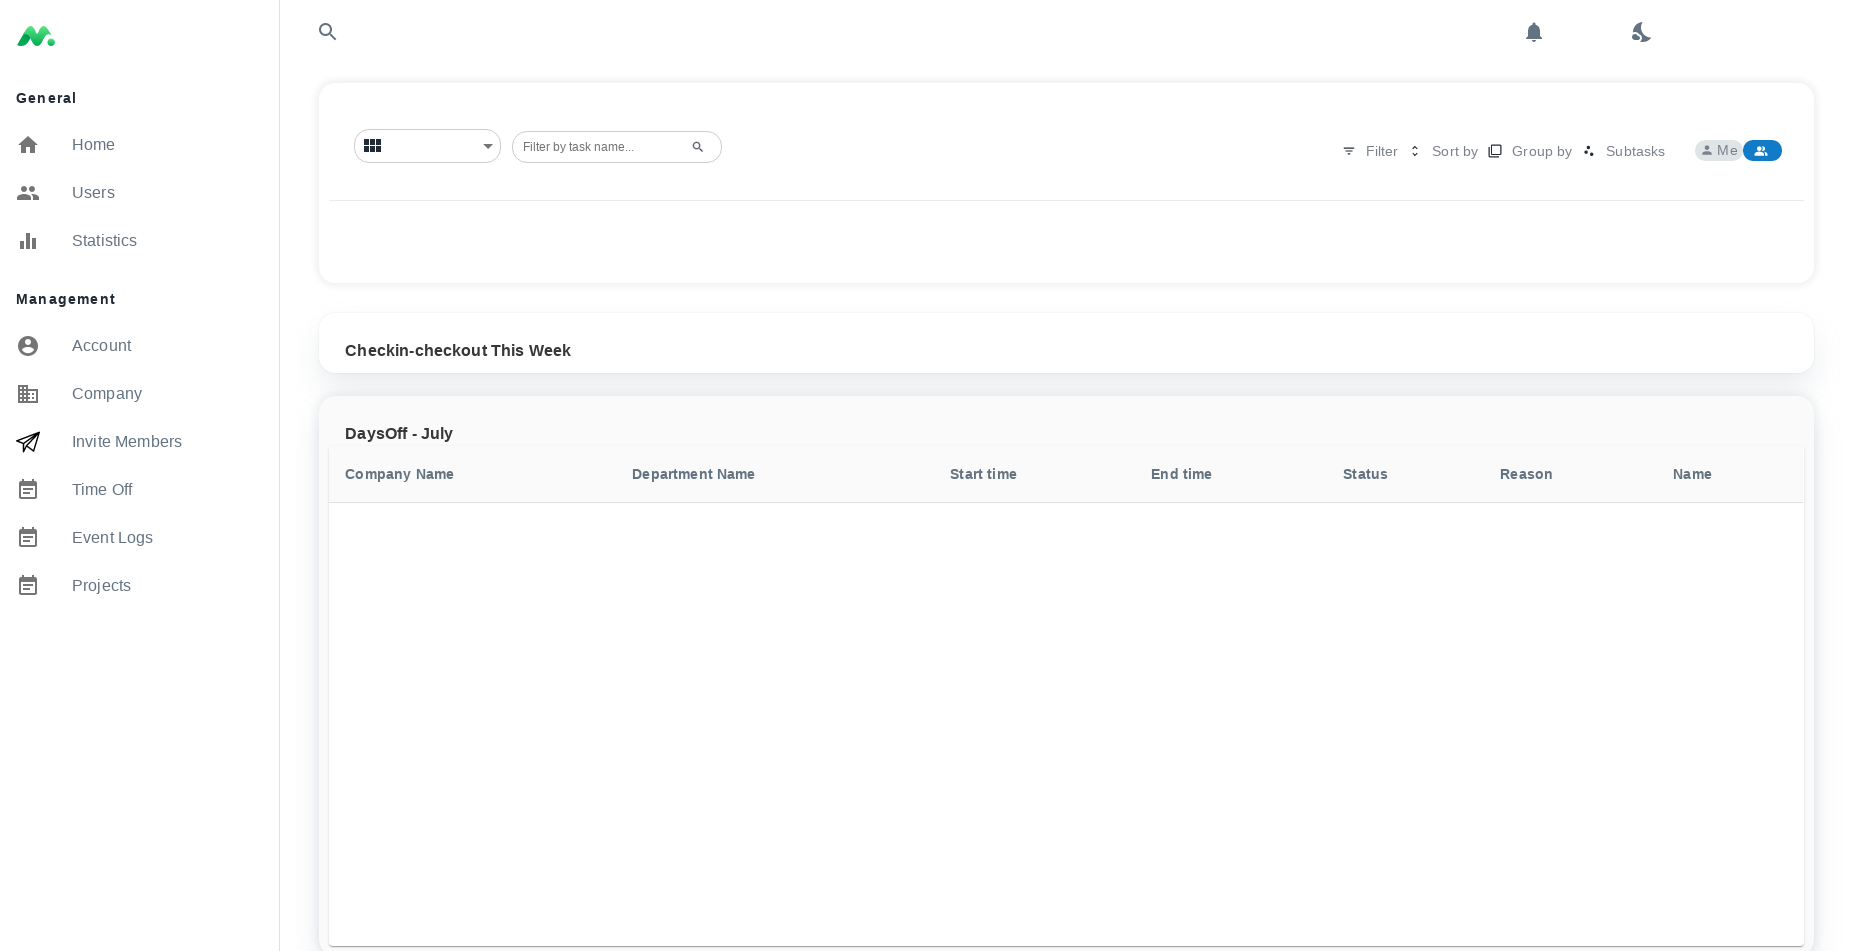 General
Home
Users
Statistics
Management
Account
Company
Invite Members
Time Off
Event Logs
Projects
Filter by task name...
Filter Sort by Group by Subtasks Me
Checkin-checkout This Week
DaysOff - July
Company Name Department Name Start time End time Status Reason Name